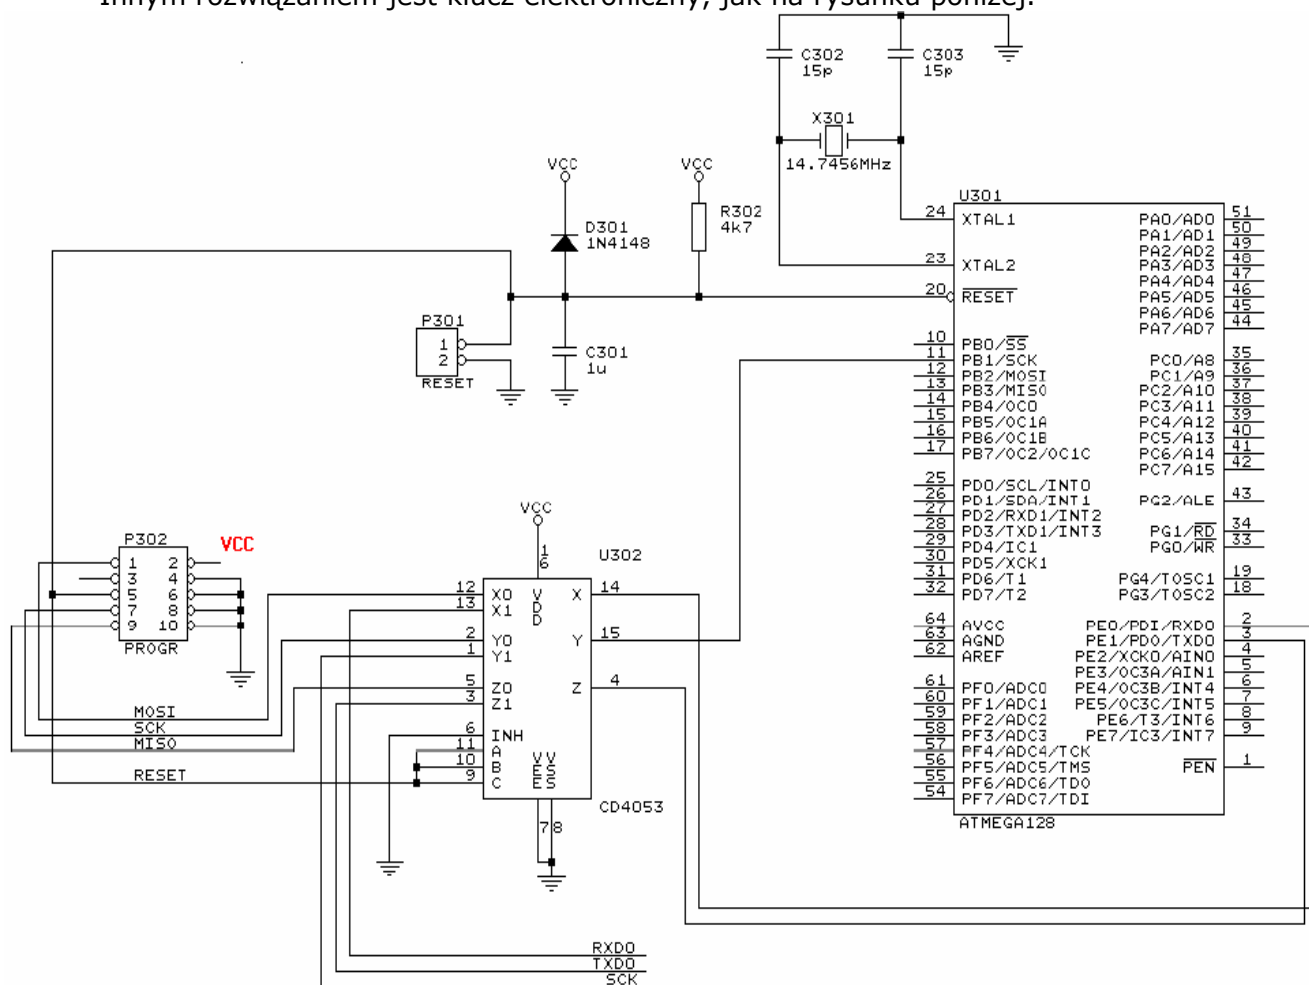 Innym rozwiązaniem jest klucz elektroniczny, jak na rysunku poniżej:
C302
15p
C303
15p
X301
14.7456MHz
VCC
VCC
D301
1N4148
R302
4k7
P301
1
2
RESET
C301
1u
U301
24 XTAL1
23 XTAL2
20 RESET
10 PB0/SS
11 PB1/SCK
12 PB2/MOSI
13 PB3/MISO
14 PB4/OC0
15 PB5/OC1A
16 PB6/OC1B
17 PB7/OC2/OC1C
25 PD0/SCL/INT0
26 PD1/SDA/INT1
27 PD2/RXD1/INT2
28 PD3/TXD1/INT3
29 PD4/IC1
30 PD5/XCK1
31 PD6/T1
32 PD7/T2
64 AVCC
63 AGND
62 AREF
61 PF0/ADC0
60 PF1/ADC1
59 PF2/ADC2
58 PF3/ADC3
57 PF4/ADC4/TCK
56 PF5/ADC5/TMS
55 PF6/ADC6/TDO
54 PF7/ADC7/TDI
PA0/AD0 51
PA1/AD1 50
PA2/AD2 49
PA3/AD3 48
PA4/AD4 47
PA5/AD5 46
PA6/AD6 45
PA7/AD7 44
PC0/A8 35
PC1/A9 36
PC2/A10 37
PC3/A11 38
PC4/A12 39
PC5/A13 40
PC6/A14 41
PC7/A15 42
PG2/ALE 43
PG1/RD 34
PG0/WR 33
PG4/TOSC1 19
PG3/TOSC2 18
PE0/PDI/RXD0 2
PE1/PDO/TXD0 3
PE2/XCK0/AIN0 4
PE3/OC3A/AIN1 5
PE4/OC3B/INT4 6
PE5/OC3C/INT5 7
PE6/T3/INT6 8
PE7/IC3/INT7 9
PEN 1
ATMEGA128
P302
VCC
1 2
3 4
5 6
7 8
9 10
PROGR
MOSI
SCK
MISO
RESET
VCC
16
U302
VDD
12 X0
13 X1
2 Y0
1 Y1
5 Z0
3 Z1
6 INH
11 A
10 B
9 C
X 14
Y 15
Z 4
VEE
VSS
7 8
CD4053
RXD0
TXD0
SCK